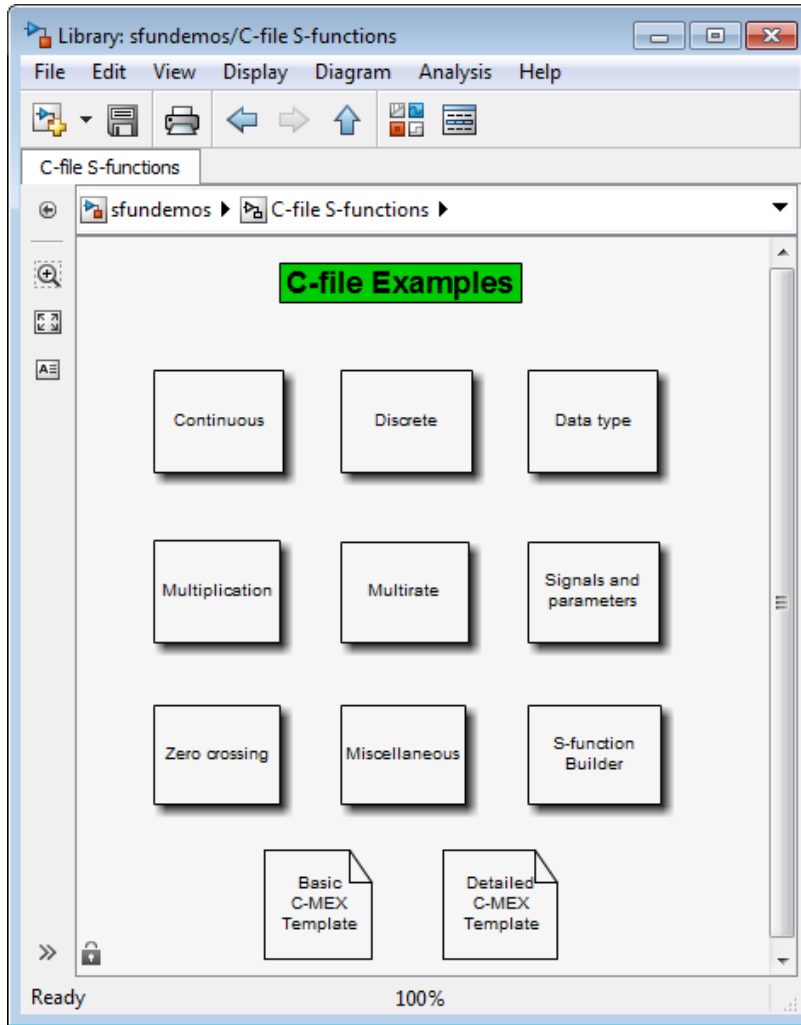 Library: sfundemos/C-file S-functions
File Edit View Display Diagram Analysis Help
C-file S-functions
sfundemos C-file S-functions
C-file Examples
Continuous
Discrete
Data type
Multiplication
Multirate
Signals and
parameters
Zero crossing
Miscellaneous
S-function
Builder
Basic
C-MEX
Template
Detailed
C-MEX
Template
Ready
100%